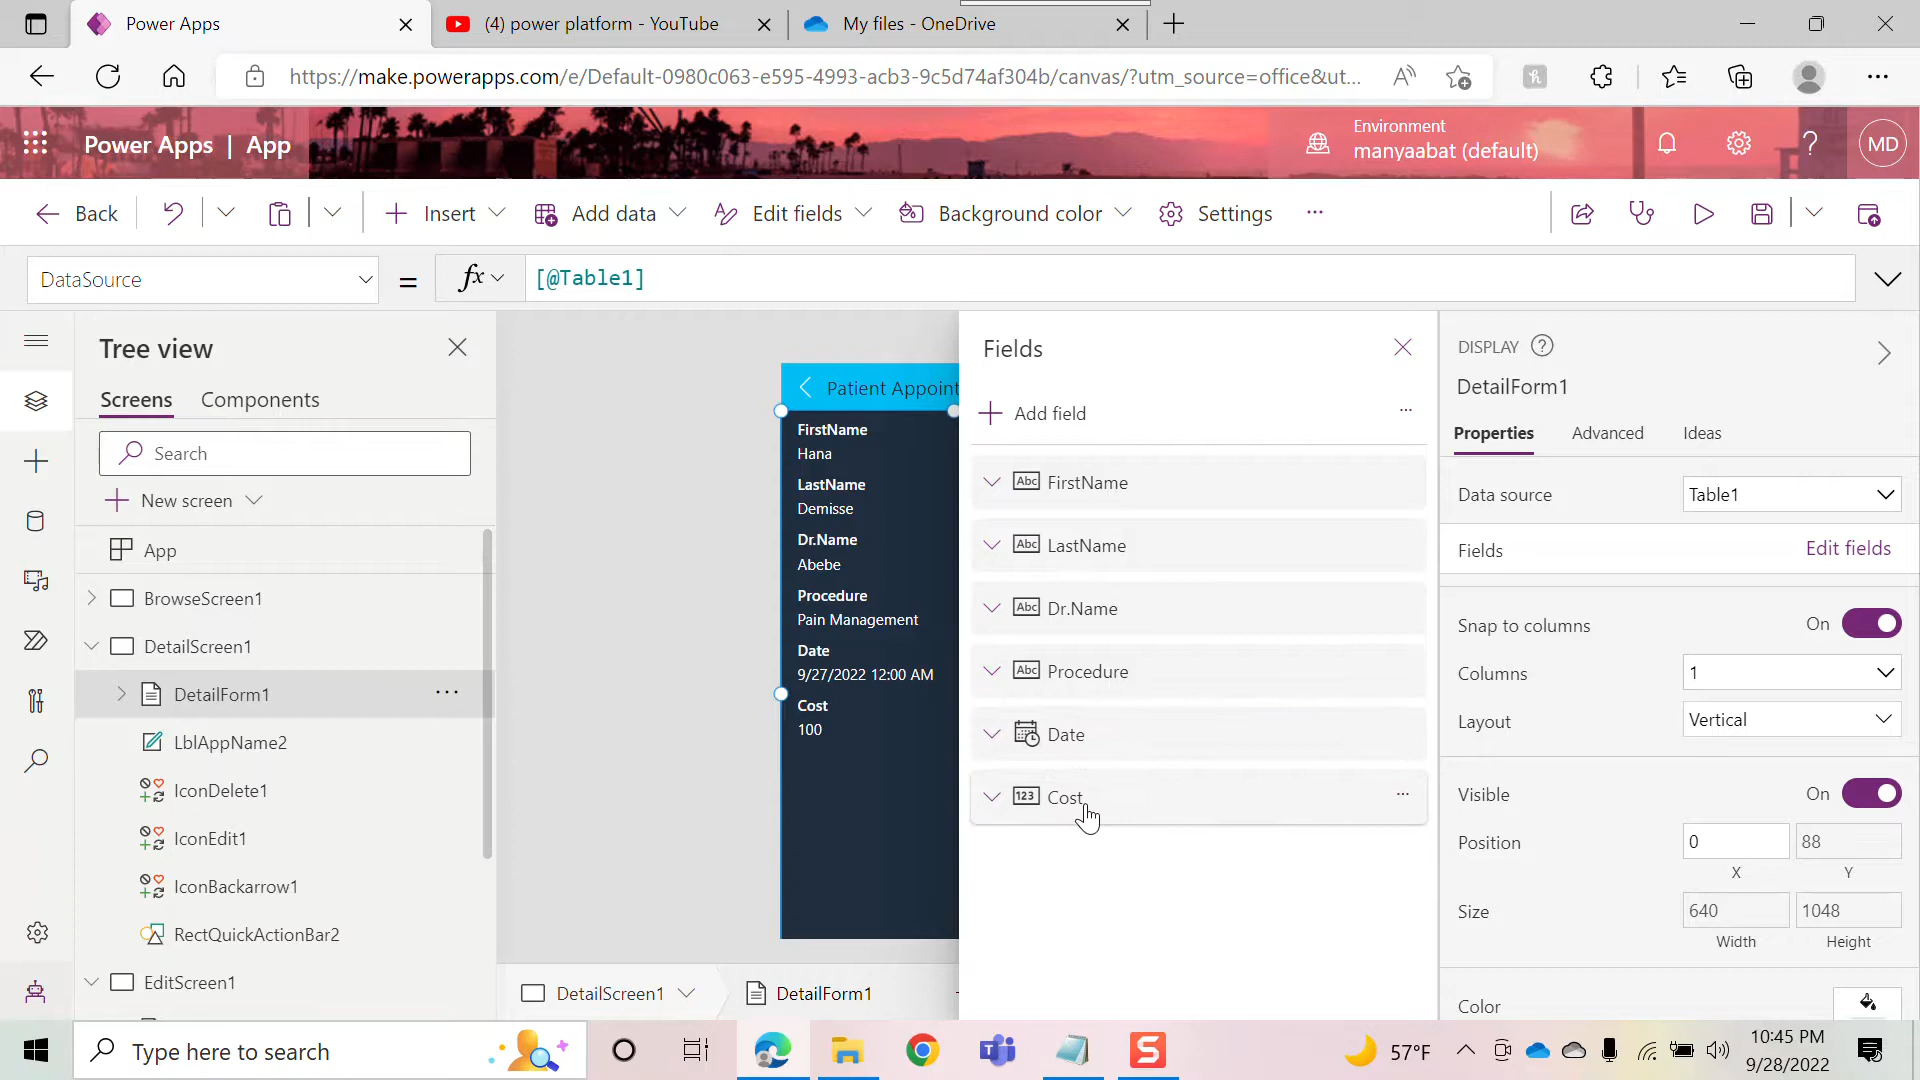 Power Apps
(4) power platform - YouTube
My files - OneDrive
https://make.powerapps.com/e/Default-0980c063-e595-4993-acb3-9c5d74af304b/canvas/?utm_source=office&ut...
Power Apps | App
Environment
manyaabat (default)
MD
Back
Insert
Add data
Edit fields
Background color
Settings
DataSource
=
fx
[@Table1]
Tree view
Screens
Components
Search
New screen
App
BrowseScreen1
DetailScreen1
DetailForm1
LblAppName2
IconDelete1
IconEdit1
IconBackarrow1
RectQuickActionBar2
EditScreen1
Patient Appoint
FirstName
Hana
LastName
Demisse
Dr.Name
Abebe
Procedure
Pain Management
Date
9/27/2022 12:00 AM
Cost
100
DetailScreen1
DetailForm1
Fields
Add field
Abc FirstName
Abc LastName
Abc Dr.Name
Abc Procedure
Date
123 Cost
DISPLAY
DetailForm1
Properties
Advanced
Ideas
Data source
Table1
Fields
Edit fields
Snap to columns
On
Columns
1
Layout
Vertical
Visible
On
Position
0
88
X
Y
Size
640
1048
Width
Height
Color
Type here to search
57°F
10:45 PM
9/28/2022